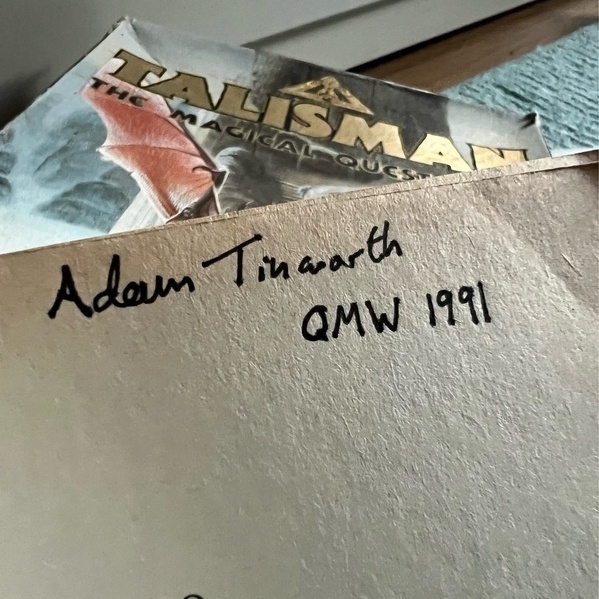 TALISMAN
THE MAGICAL QUEST
Adam Tinworth
QMW 1991